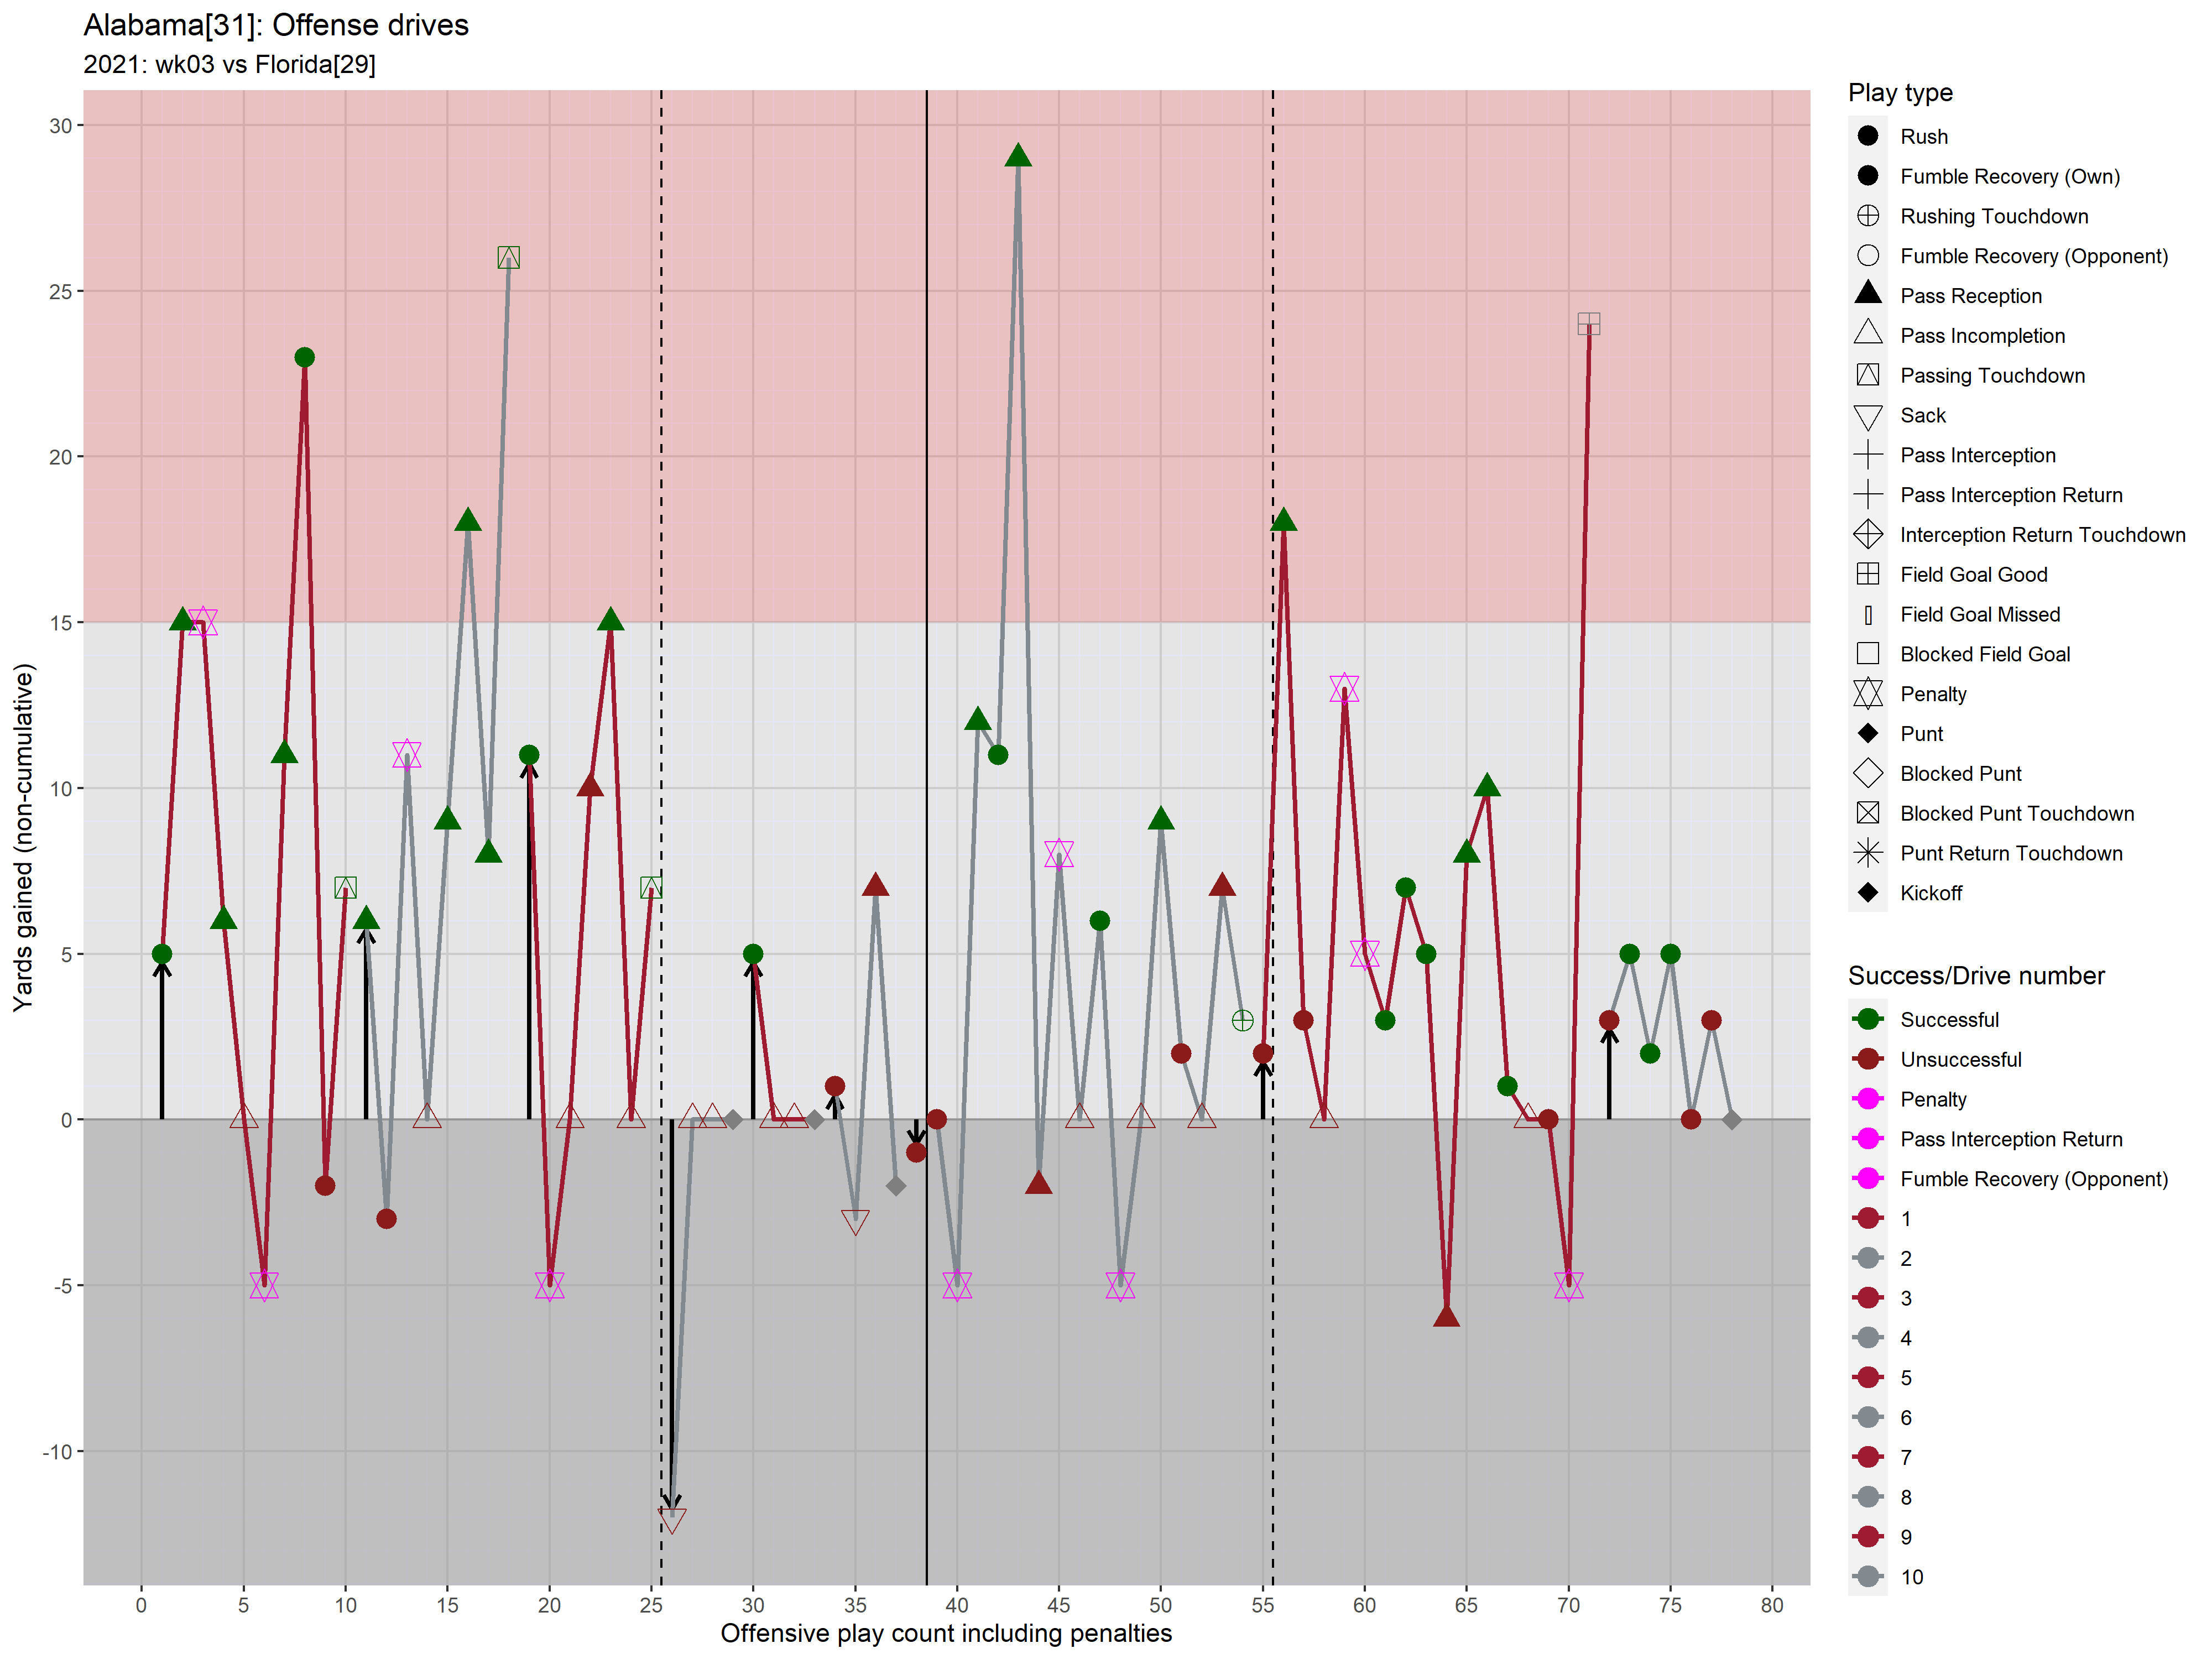 Alabama[31]: Offense drives
2021: wk03 vs Florida[29]
30
25
20
15
10
5
0
-5
-10
Yards gained (non-cumulative)
0 5 10 15 20 25 30 35 40 45 50 55 60 65 70 75 80
Offensive play count including penalties
Play type
Rush
Fumble Recovery (Own)
Rushing Touchdown
Fumble Recovery (Opponent)
Pass Reception
Pass Incompletion
Passing Touchdown
Sack
Pass Interception
Pass Interception Return
Interception Return Touchdown
Field Goal Good
Field Goal Missed
Blocked Field Goal
Penalty
Punt
Blocked Punt
Blocked Punt Touchdown
Punt Return Touchdown
Kickoff
Success/Drive number
Successful
Unsuccessful
Penalty
Pass Interception Return
Fumble Recovery (Opponent)
1
2
3
4
5
6
7
8
9
10